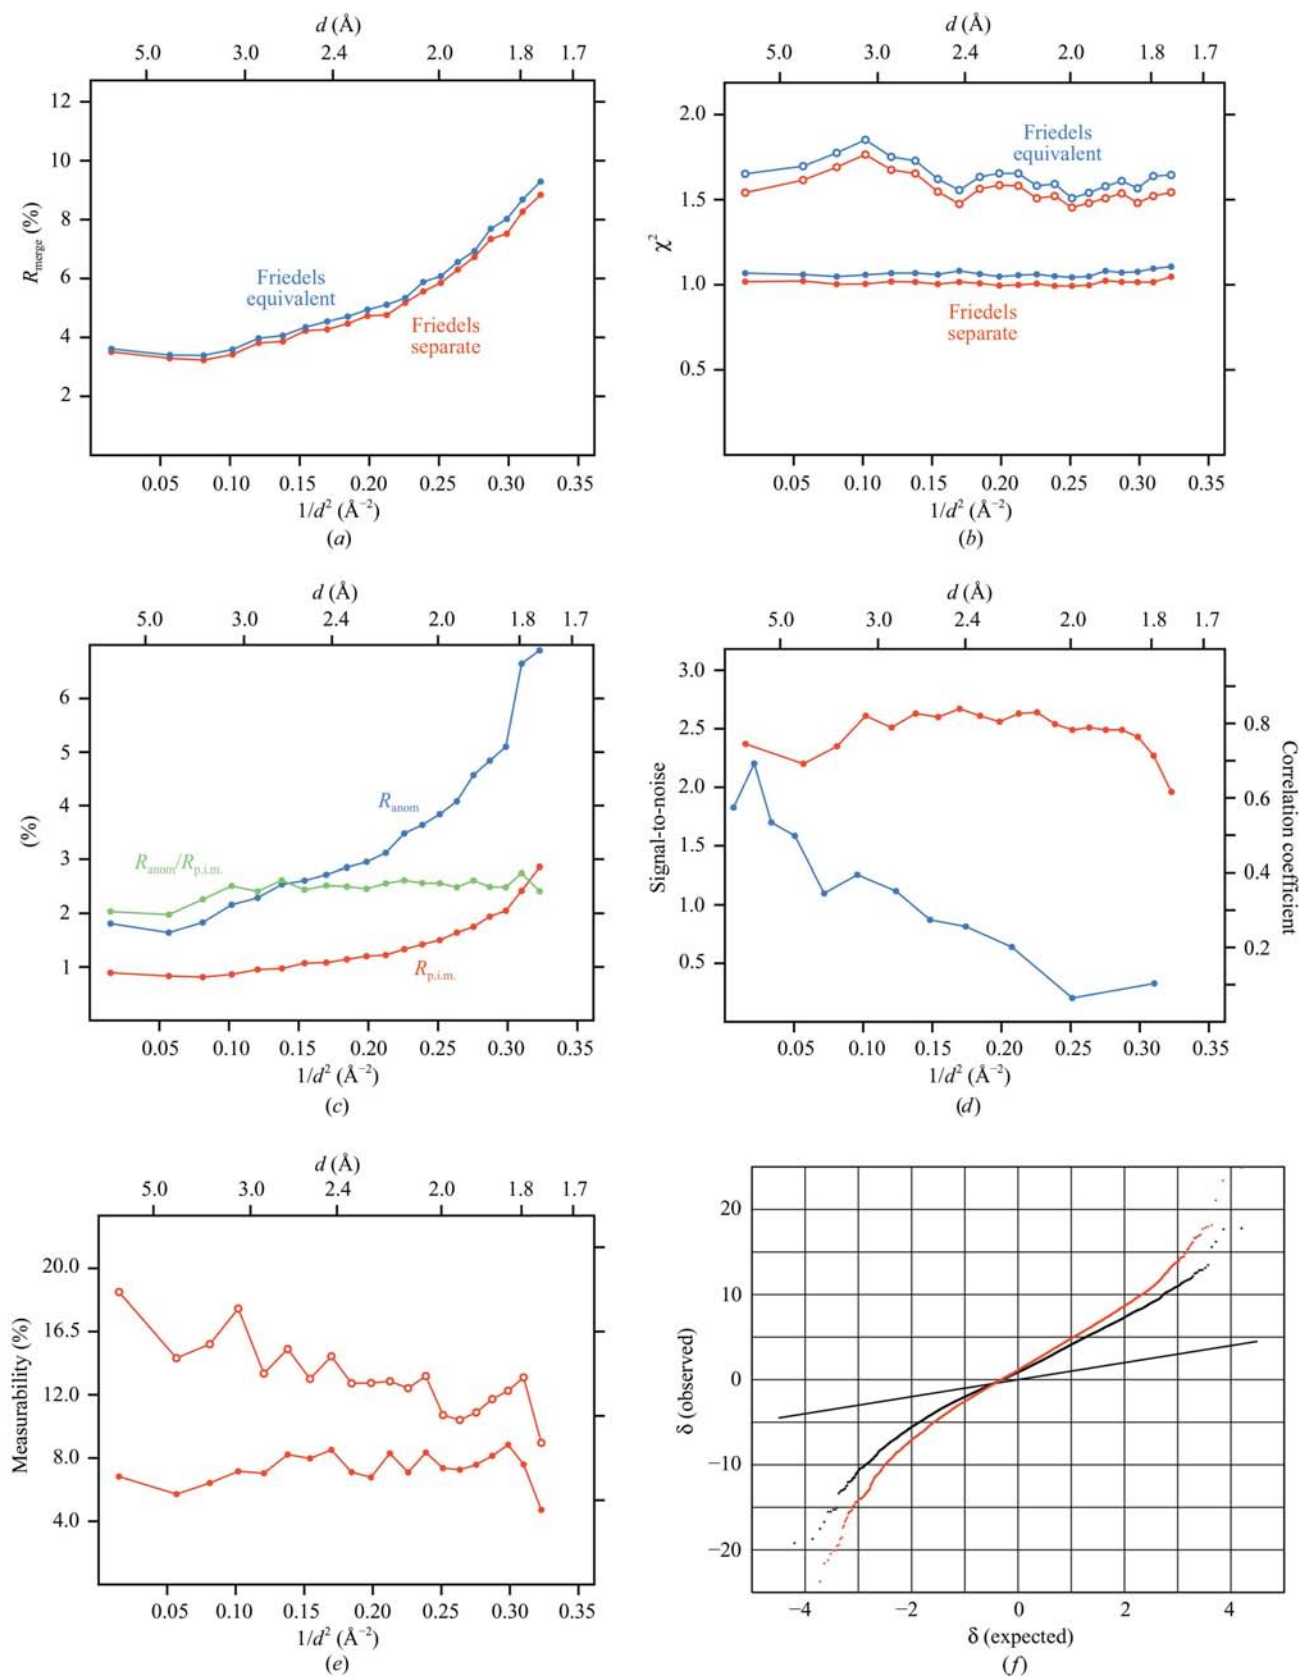 d (Å)
5.0 3.0 2.4 2.0 1.8 1.7
12
10
8
6
4
2
R_merge (%)
Friedels
equivalent
Friedels
separate
0.05 0.10 0.15 0.20 0.25 0.30 0.35
1/d² (Å⁻²)
(a)
d (Å)
5.0 3.0 2.4 2.0 1.8 1.7
2.0
1.5
1.0
0.5
χ²
Friedels
equivalent
Friedels
separate
0.05 0.10 0.15 0.20 0.25 0.30 0.35
1/d² (Å⁻²)
(b)
d (Å)
5.0 3.0 2.4 2.0 1.8 1.7
6
5
4
3
2
1
(%)
R_anom
R_anom/R_p.i.m.
R_p.i.m.
0.05 0.10 0.15 0.20 0.25 0.30 0.35
1/d² (Å⁻²)
(c)
d (Å)
5.0 3.0 2.4 2.0 1.8 1.7
3.0
2.5
2.0
1.5
1.0
0.5
Signal-to-noise
0.8
0.6
0.4
0.2
Correlation coefficient
0.05 0.10 0.15 0.20 0.25 0.30 0.35
1/d² (Å⁻²)
(d)
d (Å)
5.0 3.0 2.4 2.0 1.8 1.7
20.0
16.5
12.0
8.0
4.0
Measurability (%)
0.05 0.10 0.15 0.20 0.25 0.30 0.35
1/d² (Å⁻²)
(e)
20
10
0
−10
−20
δ (observed)
−4 −2 0 2 4
δ (expected)
(f)